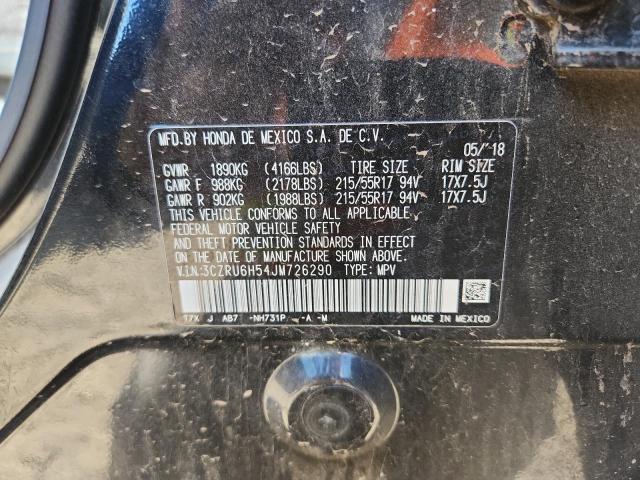 MFD.BY HONDA DE MEXICO S.A. DE C.V.
05/18
GVWR 1890KG (4166LBS) TIRE SIZE RIM SIZE
GAWR F 988KG (2178LBS) 215/55R17 94V 17X7.5J
GAWR R 902KG (1988LBS) 215/55R17 94V 17X7.5J
THIS VEHICLE CONFORMS TO ALL APPLICABLE
FEDERAL MOTOR VEHICLE SAFETY
AND THEFT PREVENTION STANDARDS IN EFFECT
ON THE DATE OF MANUFACTURE SHOWN ABOVE.
V.I.N:3CZRU6H54JM726290 TYPE: MPV
17X J AB7 -NH731P -A -M
MADE IN MEXICO